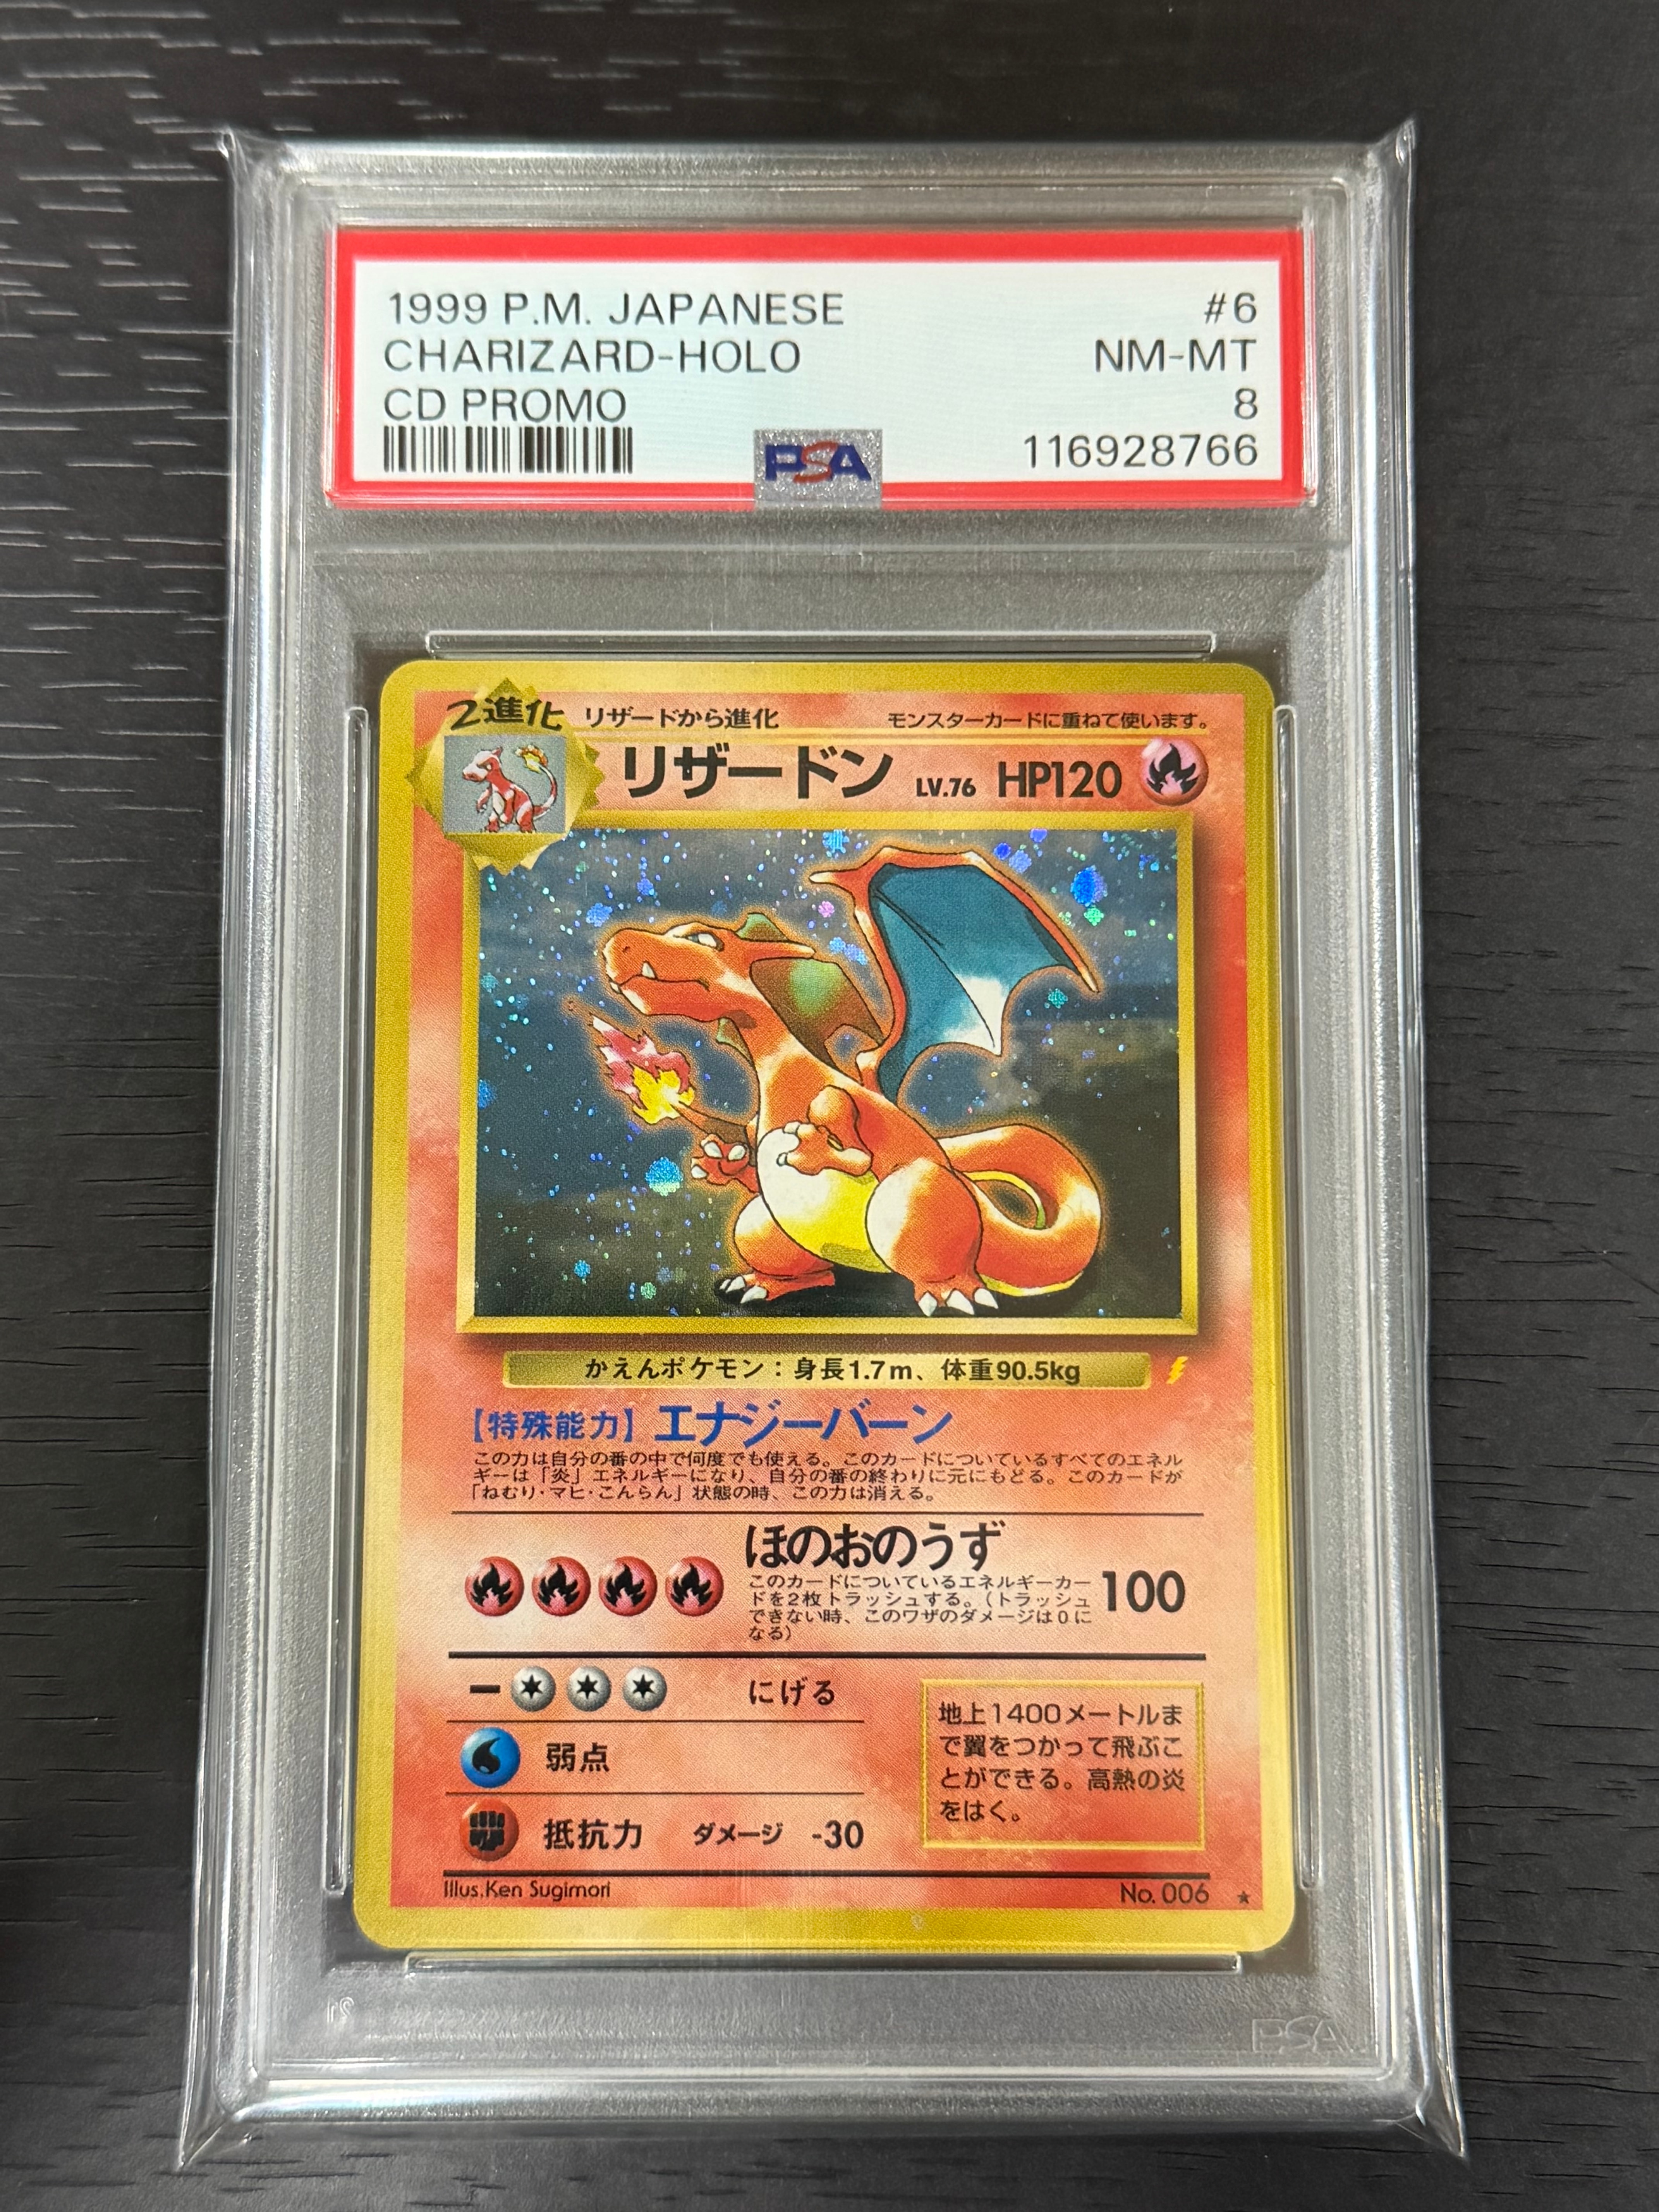 1999 P.M. JAPANESE #6
CHARIZARD-HOLO NM-MT
CD PROMO 8
PSA 116928766
2進化 リザードから進化 モンスターカードに重ねて使います。
リザードン LV.76 HP120
かえんポケモン：身長1.7m、体重90.5kg
【特殊能力】エナジーバーン
この力は自分の番の中で何度でも使える。このカードについているすべてのエネル
ギーは「炎」エネルギーになり、自分の番の終わりに元にもどる。このカードが
「ねむり・マヒ・こんらん」状態の時、この力は消える。
ほのおのうず
このカードについているエネルギーカー
ドを2枚トラッシュする。（トラッシュ
できない時、このワザのダメージは0に
なる）
100
にげる
弱点
抵抗力 ダメージ -30
地上1400メートルま
で翼をつかって飛ぶこ
とができる。高熱の炎
をはく。
Illus.Ken Sugimori No.006 ★
21
PSA